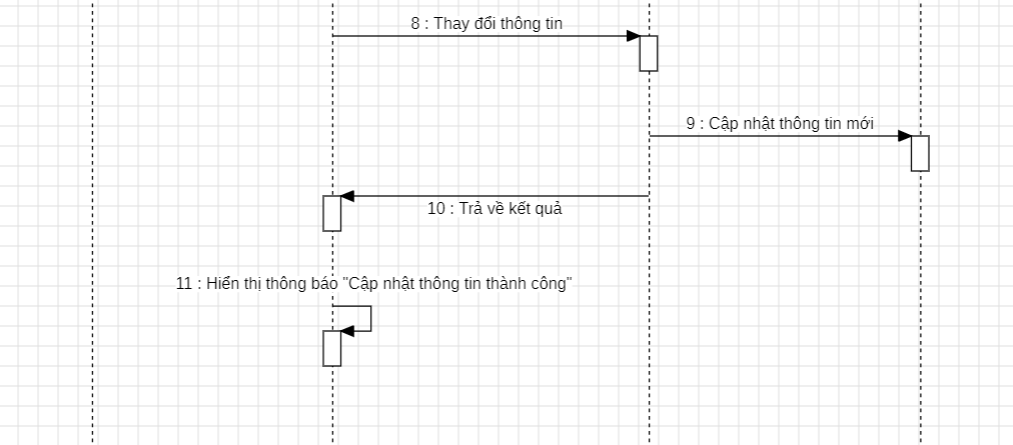 8 : Thay đổi thông tin
9 : Cập nhật thông tin mới
10 : Trả về kết quả
11 : Hiển thị thông báo "Cập nhật thông tin thành công"